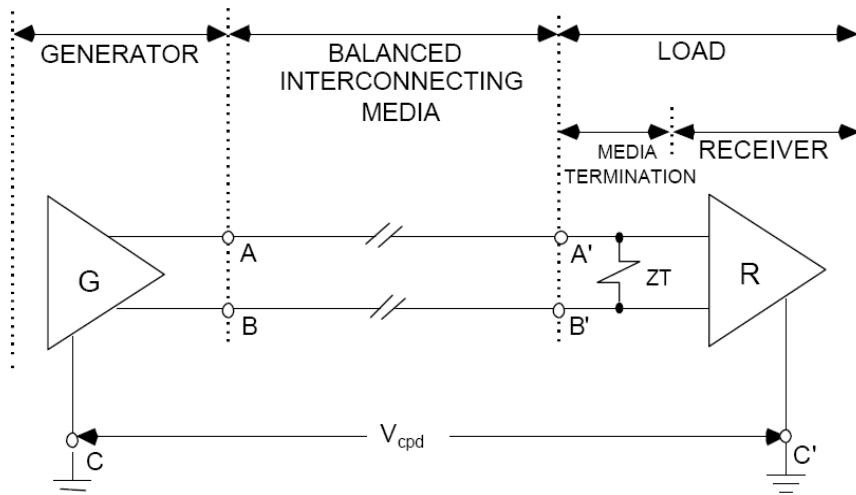 GENERATOR
BALANCED
INTERCONNECTING
MEDIA
LOAD
MEDIA
TERMINATION
RECEIVER
G
A
B
A'
B'
ZT
R
C
Vcpd
C'